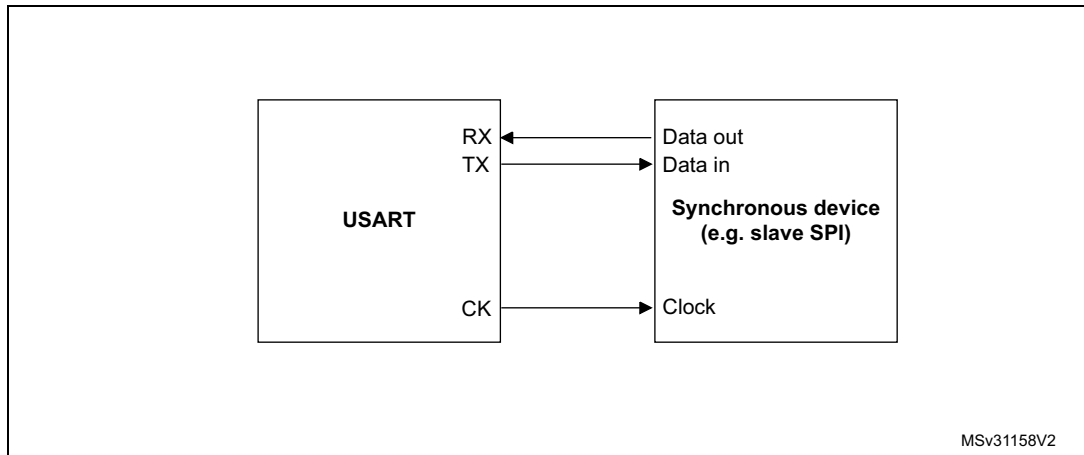 RX
Data out
TX
Data in
USART
Synchronous device
(e.g. slave SPI)
CK
Clock
MSv31158V2